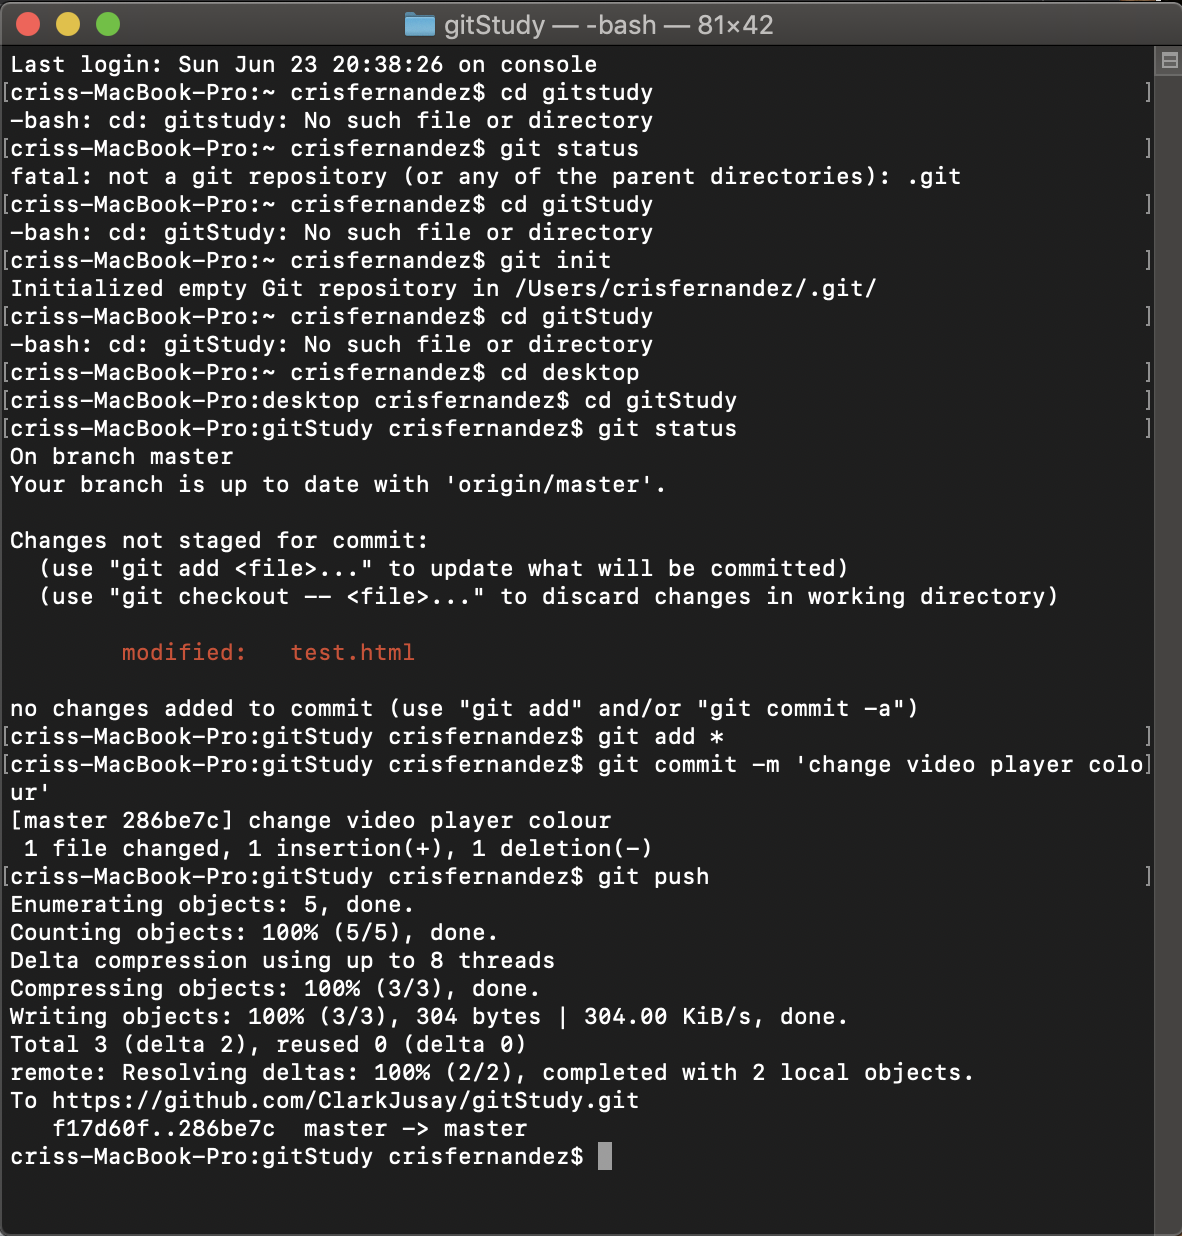 gitStudy — -bash — 81×42
Last login: Sun Jun 23 20:38:26 on console
[criss-MacBook-Pro:~ crisfernandez$ cd gitstudy ]
-bash: cd: gitstudy: No such file or directory
[criss-MacBook-Pro:~ crisfernandez$ git status ]
fatal: not a git repository (or any of the parent directories): .git
[criss-MacBook-Pro:~ crisfernandez$ cd gitStudy ]
-bash: cd: gitStudy: No such file or directory
[criss-MacBook-Pro:~ crisfernandez$ git init ]
Initialized empty Git repository in /Users/crisfernandez/.git/
[criss-MacBook-Pro:~ crisfernandez$ cd gitStudy ]
-bash: cd: gitStudy: No such file or directory
[criss-MacBook-Pro:~ crisfernandez$ cd desktop ]
[criss-MacBook-Pro:desktop crisfernandez$ cd gitStudy ]
[criss-MacBook-Pro:gitStudy crisfernandez$ git status ]
On branch master
Your branch is up to date with 'origin/master'.

Changes not staged for commit:
  (use "git add <file>..." to update what will be committed)
  (use "git checkout -- <file>..." to discard changes in working directory)

        modified:   test.html

no changes added to commit (use "git add" and/or "git commit -a")
[criss-MacBook-Pro:gitStudy crisfernandez$ git add * ]
[criss-MacBook-Pro:gitStudy crisfernandez$ git commit -m 'change video player colo]
ur'
[master 286be7c] change video player colour
 1 file changed, 1 insertion(+), 1 deletion(-)
[criss-MacBook-Pro:gitStudy crisfernandez$ git push ]
Enumerating objects: 5, done.
Counting objects: 100% (5/5), done.
Delta compression using up to 8 threads
Compressing objects: 100% (3/3), done.
Writing objects: 100% (3/3), 304 bytes | 304.00 KiB/s, done.
Total 3 (delta 2), reused 0 (delta 0)
remote: Resolving deltas: 100% (2/2), completed with 2 local objects.
To https://github.com/ClarkJusay/gitStudy.git
   f17d60f..286be7c  master -> master
criss-MacBook-Pro:gitStudy crisfernandez$